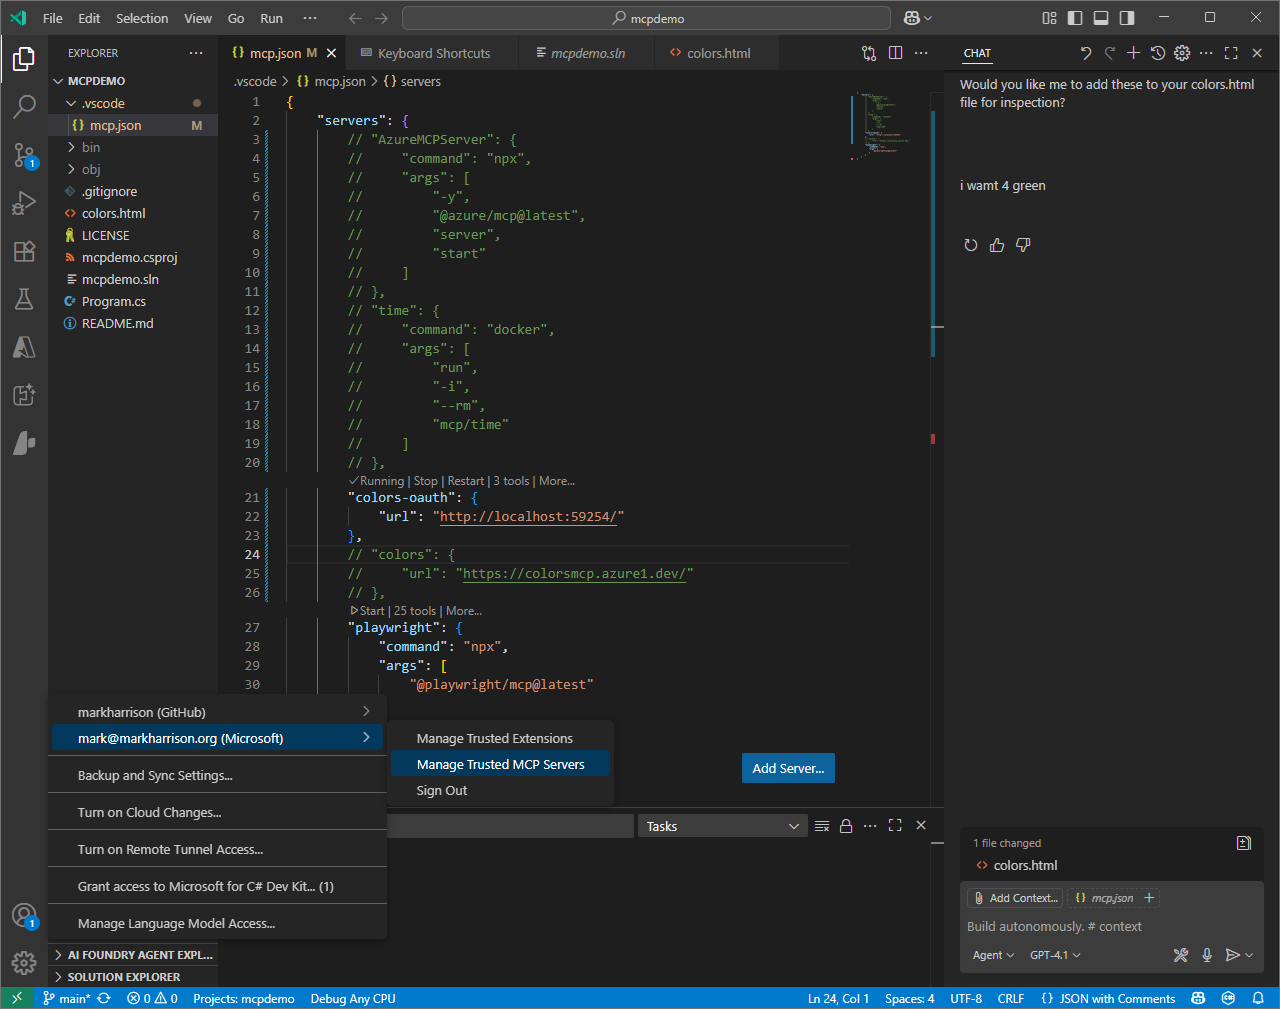 File Edit Selection View Go Run ···
mcpdemo
EXPLORER
MCPDEMO
.vscode
{} mcp.json M
bin
obj
.gitignore
<> colors.html
LICENSE
mcpdemo.csproj
mcpdemo.sln
Program.cs
README.md
{} mcp.json M
Keyboard Shortcuts
mcpdemo.sln
<> colors.html
.vscode > {} mcp.json > {} servers
1 {
2 "servers": {
3 // "AzureMCPServer": {
4 //     "command": "npx",
5 //     "args": [
6 //         "-y",
7 //         "@azure/mcp@latest",
8 //         "server",
9 //         "start"
10 //     ]
11 // },
12 // "time": {
13 //     "command": "docker",
14 //     "args": [
15 //         "run",
16 //         "-i",
17 //         "--rm",
18 //         "mcp/time"
19 //     ]
20 // },
✓Running | Stop | Restart | 3 tools | More...
21 "colors-oauth": {
22 "url": "http://localhost:59254/"
23 },
24 // "colors": {
25 //     "url": "https://colorsmcp.azure1.dev/"
26 // },
Start | 25 tools | More...
27 "playwright": {
28 "command": "npx",
29 "args": [
30 "@playwright/mcp@latest"
Add Server...
markharrison (GitHub)
mark@markharrison.org (Microsoft)
Backup and Sync Settings...
Turn on Cloud Changes...
Turn on Remote Tunnel Access...
Grant access to Microsoft for C# Dev Kit... (1)
Manage Language Model Access...
Manage Trusted Extensions
Manage Trusted MCP Servers
Sign Out
Tasks
AI FOUNDRY AGENT EXPL...
SOLUTION EXPLORER
1
1
CHAT
Would you like me to add these to your colors.html
file for inspection?
i wamt 4 green
1 file changed
<> colors.html
Add Context...
{} mcp.json +
Build autonomously. # context
Agent
GPT-4.1
main*
0 0
Projects: mcpdemo
Debug Any CPU
Ln 24, Col 1
Spaces: 4
UTF-8
CRLF
{} JSON with Comments